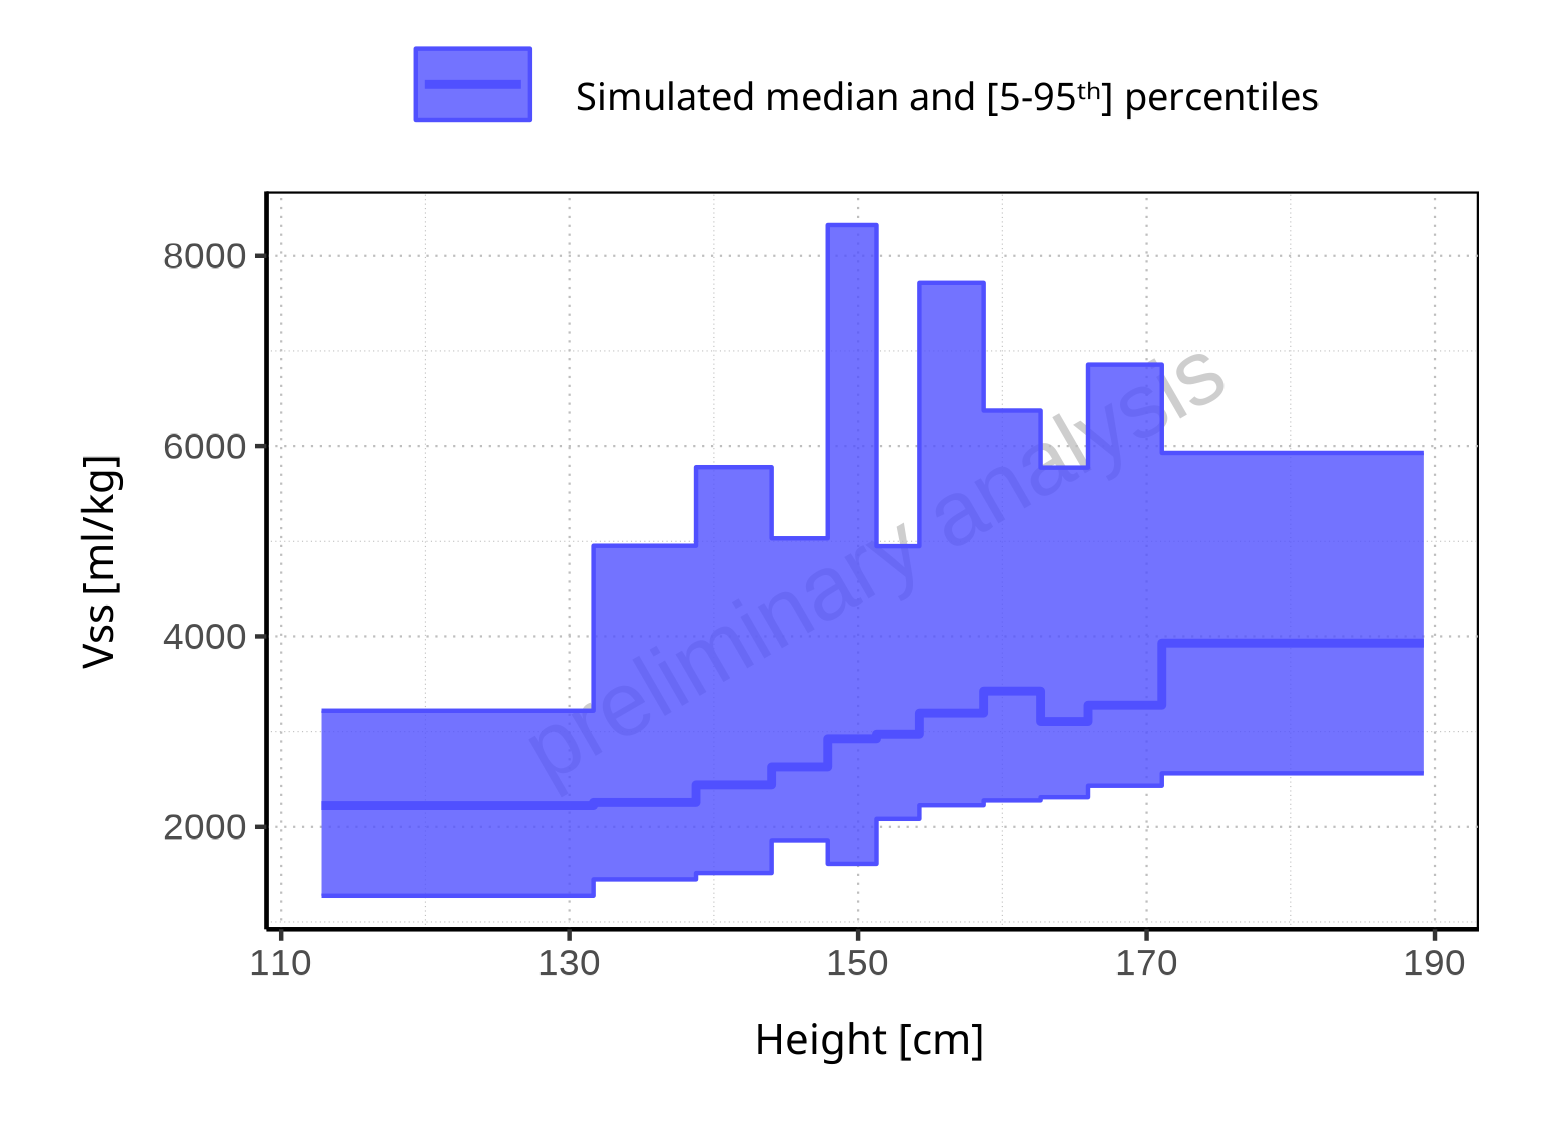 Simulated median and [5-95ᵗʰ] percentiles
8000
6000
4000
2000
Vss [ml/kg]
preliminary analysis
110 130 150 170 190
Height [cm]